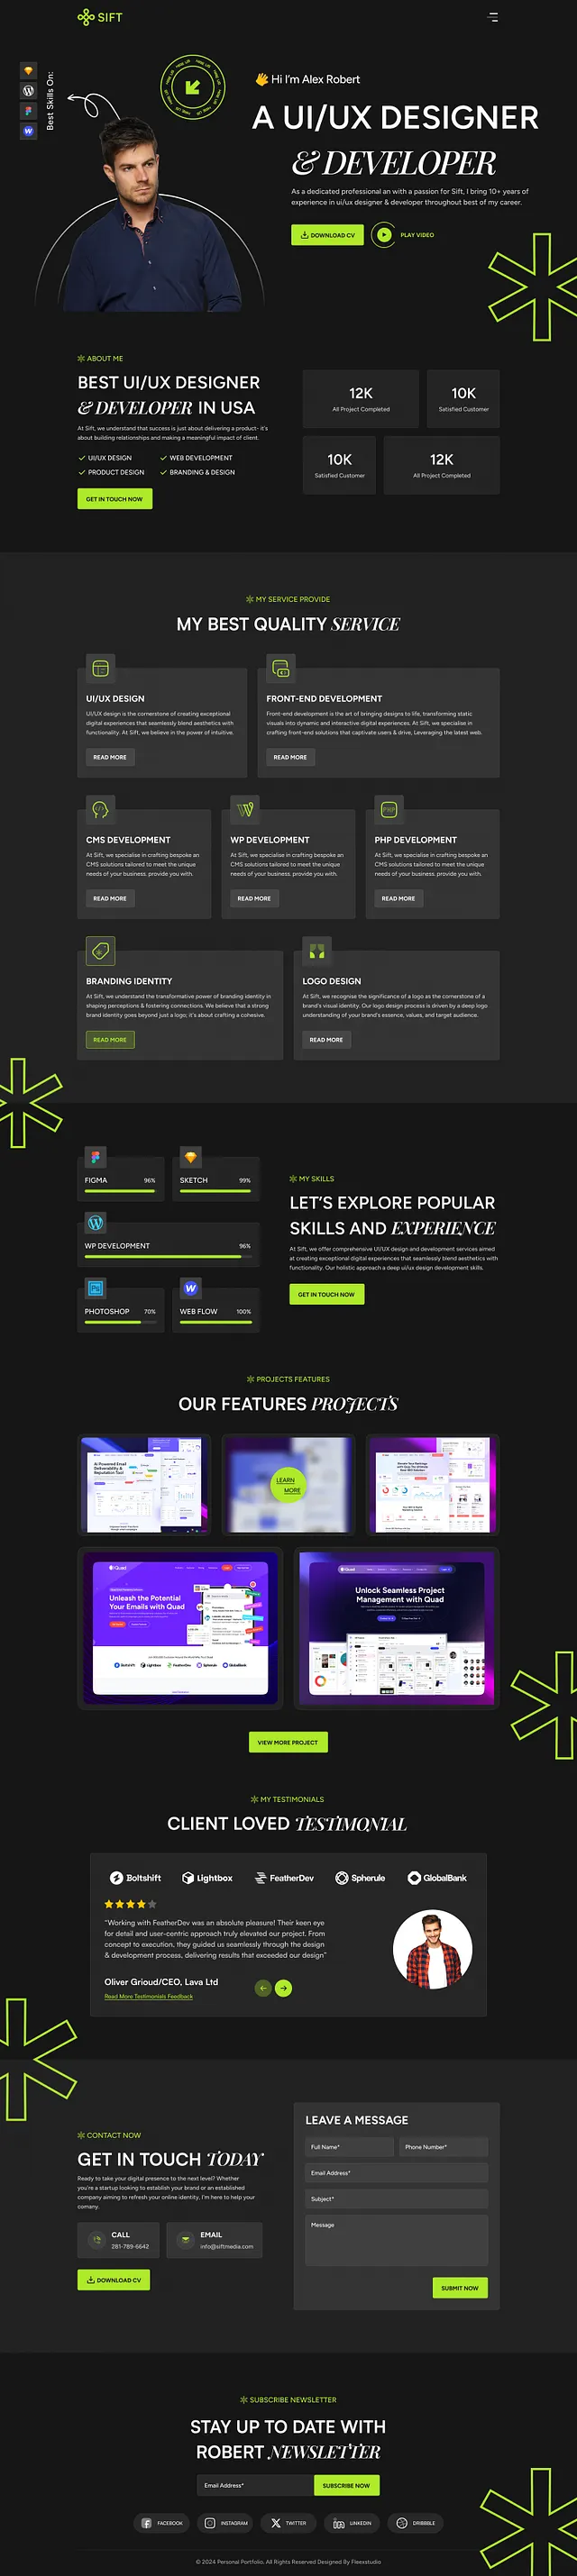 SIFT
Best Skills On:
👋 Hi I'm Alex Robert
A UI/UX DESIGNER
& DEVELOPER
As a dedicated professional an with a passion for Sift, I bring 10+ years of
experience in ui/ux designer & developer throughout best of my career.
DOWNLOAD CV
PLAY VIDEO
ABOUT ME
BEST UI/UX DESIGNER
& DEVELOPER IN USA
At Sift, we understand that success is just about delivering a product- it's
about building relationships and making a meaningful impact of client.
UI/UX DESIGN
WEB DEVELOPMENT
PRODUCT DESIGN
BRANDING & DESIGN
GET IN TOUCH NOW
12K
All Project Completed
10K
Satisfied Customer
10K
Satisfied Customer
12K
All Project Completed
MY SERVICE PROVIDE
MY BEST QUALITY SERVICE
UI/UX DESIGN
UI/UX design is the cornerstone of creating exceptional
digital experiences that seamlessly blend aesthetics with
functionality. At Sift, we believe in the power of intuitive.
READ MORE
FRONT-END DEVELOPMENT
Front-end development is the art of bringing designs to life, transforming static
visuals into dynamic and interactive digital experiences. At Sift, we specialise in
crafting front-end solutions that captivate users & drive, Leveraging the latest web.
READ MORE
CMS DEVELOPMENT
At Sift, we specialise in crafting bespoke an
CMS solutions tailored to meet the unique
needs of your business. provide you with.
READ MORE
WP DEVELOPMENT
At Sift, we specialise in crafting bespoke an
CMS solutions tailored to meet the unique
needs of your business. provide you with.
READ MORE
PHP DEVELOPMENT
At Sift, we specialise in crafting bespoke an
CMS solutions tailored to meet the unique
needs of your business. provide you with.
READ MORE
BRANDING IDENTITY
At Sift, we understand the transformative power of branding identity in
shaping perceptions & fostering connections. We believe that a strong
brand identity goes beyond just a logo; it's about crafting a cohesive.
READ MORE
LOGO DESIGN
At Sift, we recognise the significance of a logo as the cornerstone of a
brand's visual identity. Our logo design process is driven by a deep logo
understanding of your brand's essence, values, and target audience.
READ MORE
FIGMA 96%
SKETCH 99%
WP DEVELOPMENT 96%
PHOTOSHOP 70%
WEB FLOW 100%
MY SKILLS
LET'S EXPLORE POPULAR
SKILLS AND EXPERIENCE
At Sift, we offer comprehensive UI/UX design and development services aimed
at creating exceptional digital experiences that seamlessly blend aesthetics with
functionality. Our holistic approach a deep ui/ux design development skills.
GET IN TOUCH NOW
PROJECTS FEATURES
OUR FEATURES PROJECTS
AI Powered Email
Deliverability &
Reputation Tool
LEARN
MORE
Quad
Unleash the Potential
Your Emails with Quad
Boltshift
Lightbox
FeatherDev
Spherule
GlobalBank
Quad
Unlock Seamless Project
Management with Quad
VIEW MORE PROJECT
MY TESTIMONIALS
CLIENT LOVED TESTIMONIAL
Boltshift
Lightbox
FeatherDev
Spherule
GlobalBank
"Working with FeatherDev was an absolute pleasure! Their keen eye
for detail and user-centric approach truly elevated our project. From
concept to execution, they guided us seamlessly through the design
& development process, delivering results that exceeded our design"
Oliver Grioud/CEO, Lava Ltd
Read More Testimonials Feedback
CONTACT NOW
GET IN TOUCH TODAY
Ready to take your digital presence to the next level? Whether
you're a startup looking to establish your brand or an established
company aiming to refresh your online identity, I'm here to help your
comany.
CALL
281-789-6642
EMAIL
info@siftmedia.com
DOWNLOAD CV
LEAVE A MESSAGE
Full Name*
Phone Number*
Email Address*
Subject*
Message
SUBMIT NOW
SUBSCRIBE NEWSLETTER
STAY UP TO DATE WITH
ROBERT NEWSLETTER
Email Address*
SUBSCRIBE NOW
FACEBOOK
INSTAGRAM
TWITTER
LINKEDIN
DRIBBBLE
© 2024 Personal Portfolio. All Rights Reserved Designed By Fleexstudio